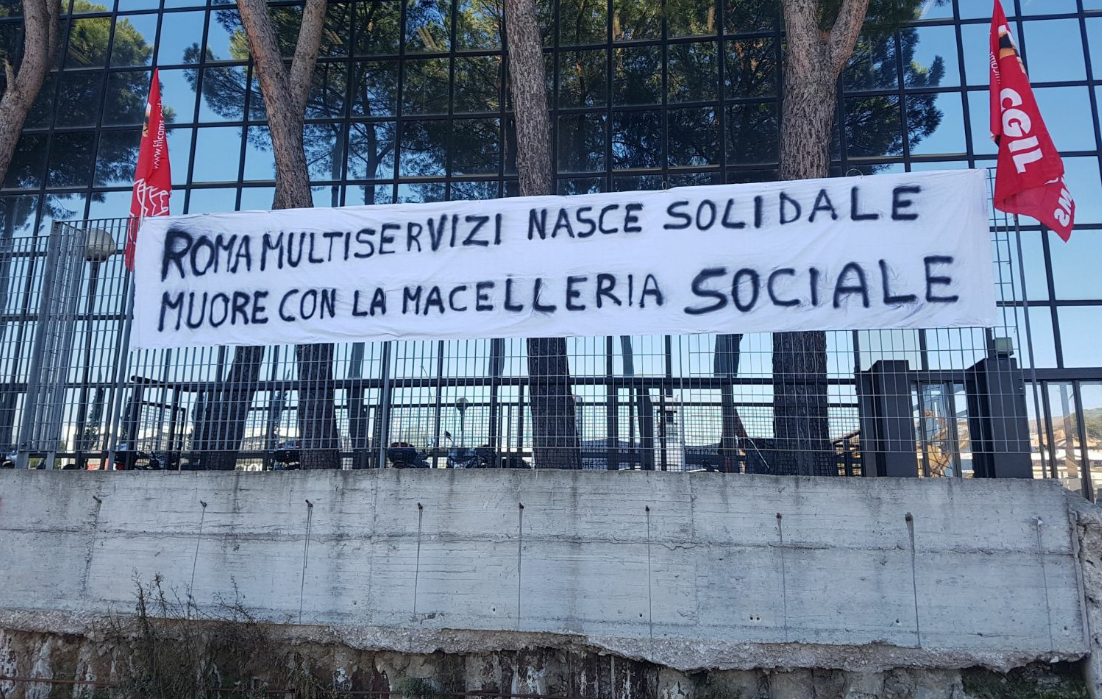 ROMA MULTISERVIZI NASCE SOLIDALE
MUORE CON LA MACELLERIA SOCIALE
CGIL